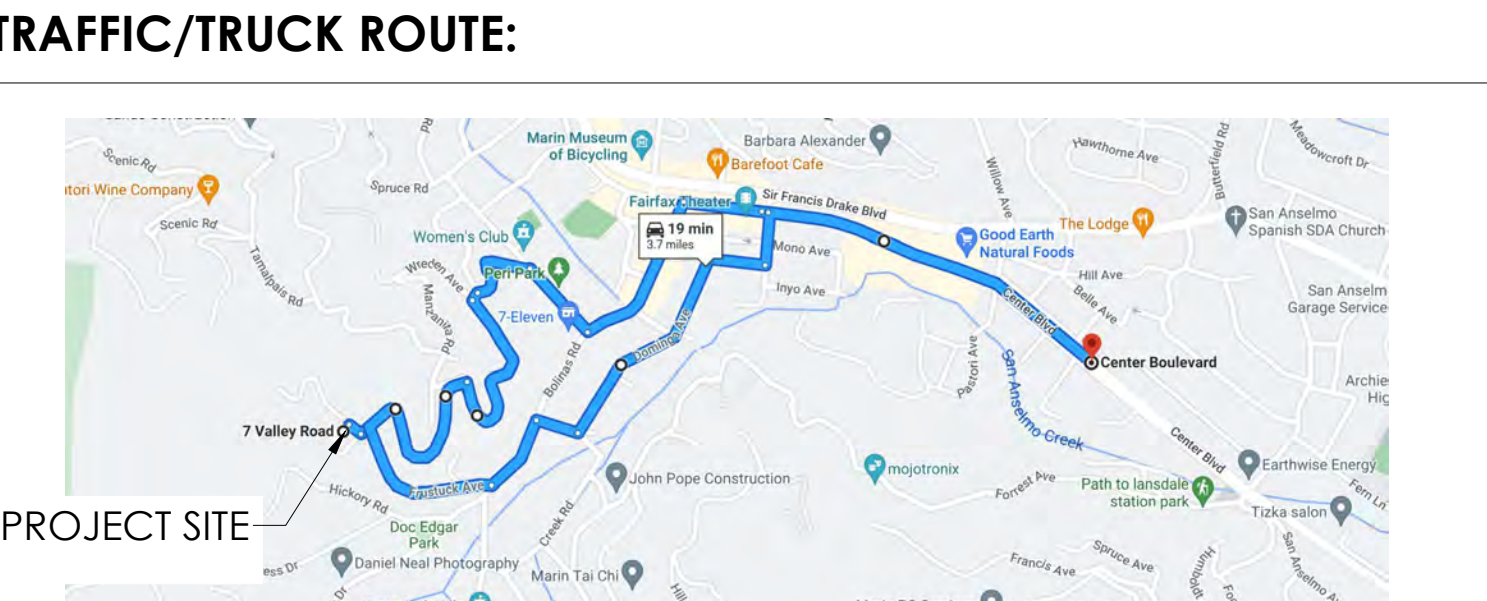 TRAFFIC/TRUCK ROUTE:
Rd
Scenic Rd
Marin Museum
of Bicycling
Barbara Alexander
Barefoot Cafe
Hawthorne Ave
Butterfield Rd
Meadowcroft Dr
tori Wine Company
Spruce Rd
Willow Ave
Scenic Rd
Fairfax Theater
Sir Francis Drake Blvd
19 min
3.7 miles
The Lodge
San Anselmo
Spanish SDA Church
Women's Club
Good Earth
Natural Foods
Mono Ave
Tamalpais Rd
Wreden Ave
Peri Park
Hill Ave
Manzanita Rd
Inyo Ave
Belle Ave
San Anselm
Garage Service
7-Eleven
Center Blvd
Dominga Ave
Bolinas Rd
Pastori Ave
San Anselmo Creek
Center Boulevard
Archie
Hig
7 Valley Road
Center Blvd
mojotronix
Earthwise Energy
John Pope Construction
Frustuck Ave
Hickory Rd
Forrest Ave
Path to lansdale
station park
Fern Ln
Tizka salon
PROJECT SITE
Doc Edgar
Park
Creek Rd
Daniel Neal Photography
ess Dr
Marin Tai Chi
Francis Ave
Spruce Ave
Humboldt
San Anselmo A
Dr
Hill
Fo